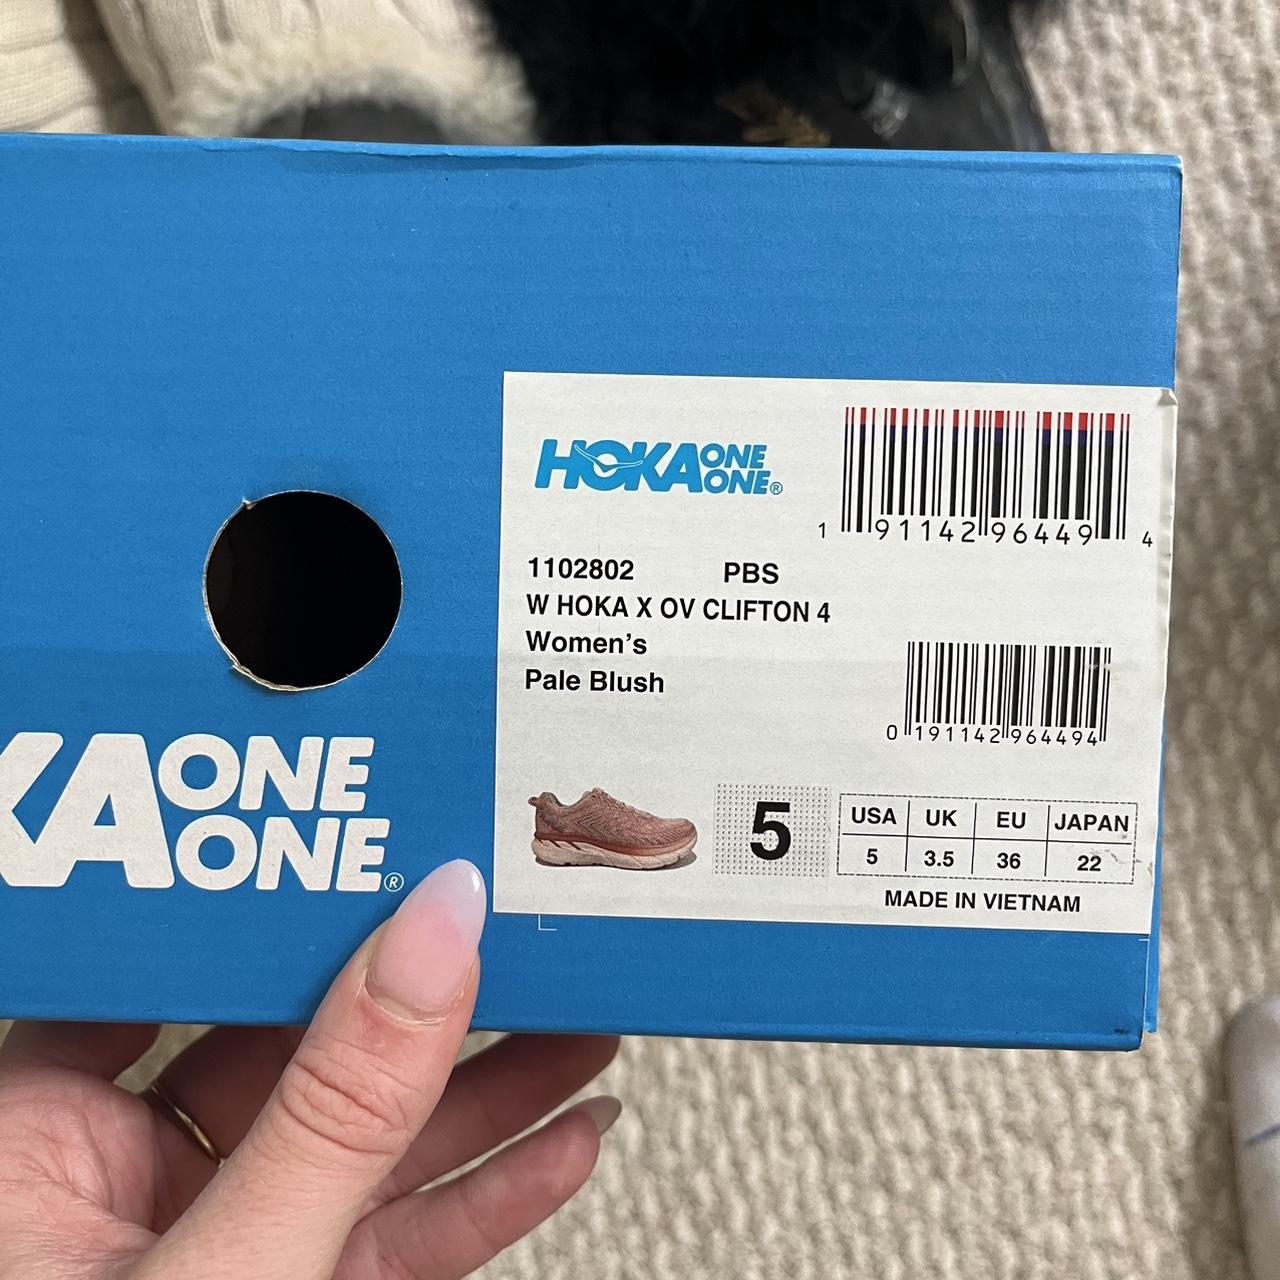 HOKA ONE ONE®
1 91142 96449 4
1102802 PBS
W HOKA X OV CLIFTON 4
Women's
Pale Blush
0 191142 964494
KA ONE ONE®
5
USA UK EU JAPAN
5 3.5 36 22
MADE IN VIETNAM